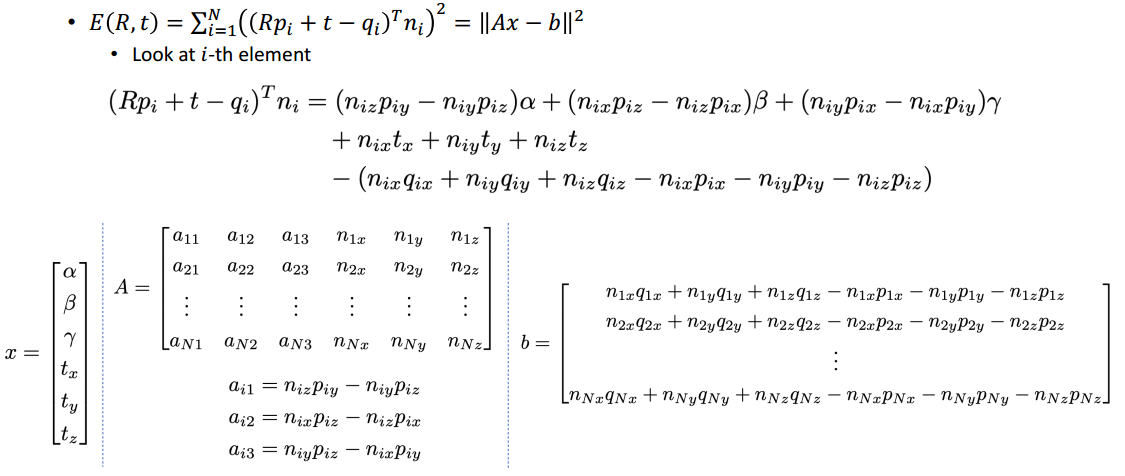 • E(R, t) = ∑ᵢ₌₁ᴺ((Rpᵢ + t − qᵢ)ᵀnᵢ)² = ‖Ax − b‖²
• Look at i-th element
(Rpᵢ + t − qᵢ)ᵀnᵢ = (n_{iz}p_{iy} − n_{iy}p_{iz})α + (n_{ix}p_{iz} − n_{iz}p_{ix})β + (n_{iy}p_{ix} − n_{ix}p_{iy})γ
+ n_{ix}t_x + n_{iy}t_y + n_{iz}t_z
− (n_{ix}q_{ix} + n_{iy}q_{iy} + n_{iz}q_{iz} − n_{ix}p_{ix} − n_{iy}p_{iy} − n_{iz}p_{iz})
x =
α
β
γ
t_x
t_y
t_z
A =
a_{11} a_{12} a_{13} n_{1x} n_{1y} n_{1z}
a_{21} a_{22} a_{23} n_{2x} n_{2y} n_{2z}
⋮ ⋮ ⋮ ⋮ ⋮ ⋮
a_{N1} a_{N2} a_{N3} n_{Nx} n_{Ny} n_{Nz}
a_{i1} = n_{iz}p_{iy} − n_{iy}p_{iz}
a_{i2} = n_{ix}p_{iz} − n_{iz}p_{ix}
a_{i3} = n_{iy}p_{iz} − n_{ix}p_{iy}
b =
n_{1x}q_{1x} + n_{1y}q_{1y} + n_{1z}q_{1z} − n_{1x}p_{1x} − n_{1y}p_{1y} − n_{1z}p_{1z}
n_{2x}q_{2x} + n_{2y}q_{2y} + n_{2z}q_{2z} − n_{2x}p_{2x} − n_{2y}p_{2y} − n_{2z}p_{2z}
⋮
n_{Nx}q_{Nx} + n_{Ny}q_{Ny} + n_{Nz}q_{Nz} − n_{Nx}p_{Nx} − n_{Ny}p_{Ny} − n_{Nz}p_{Nz}